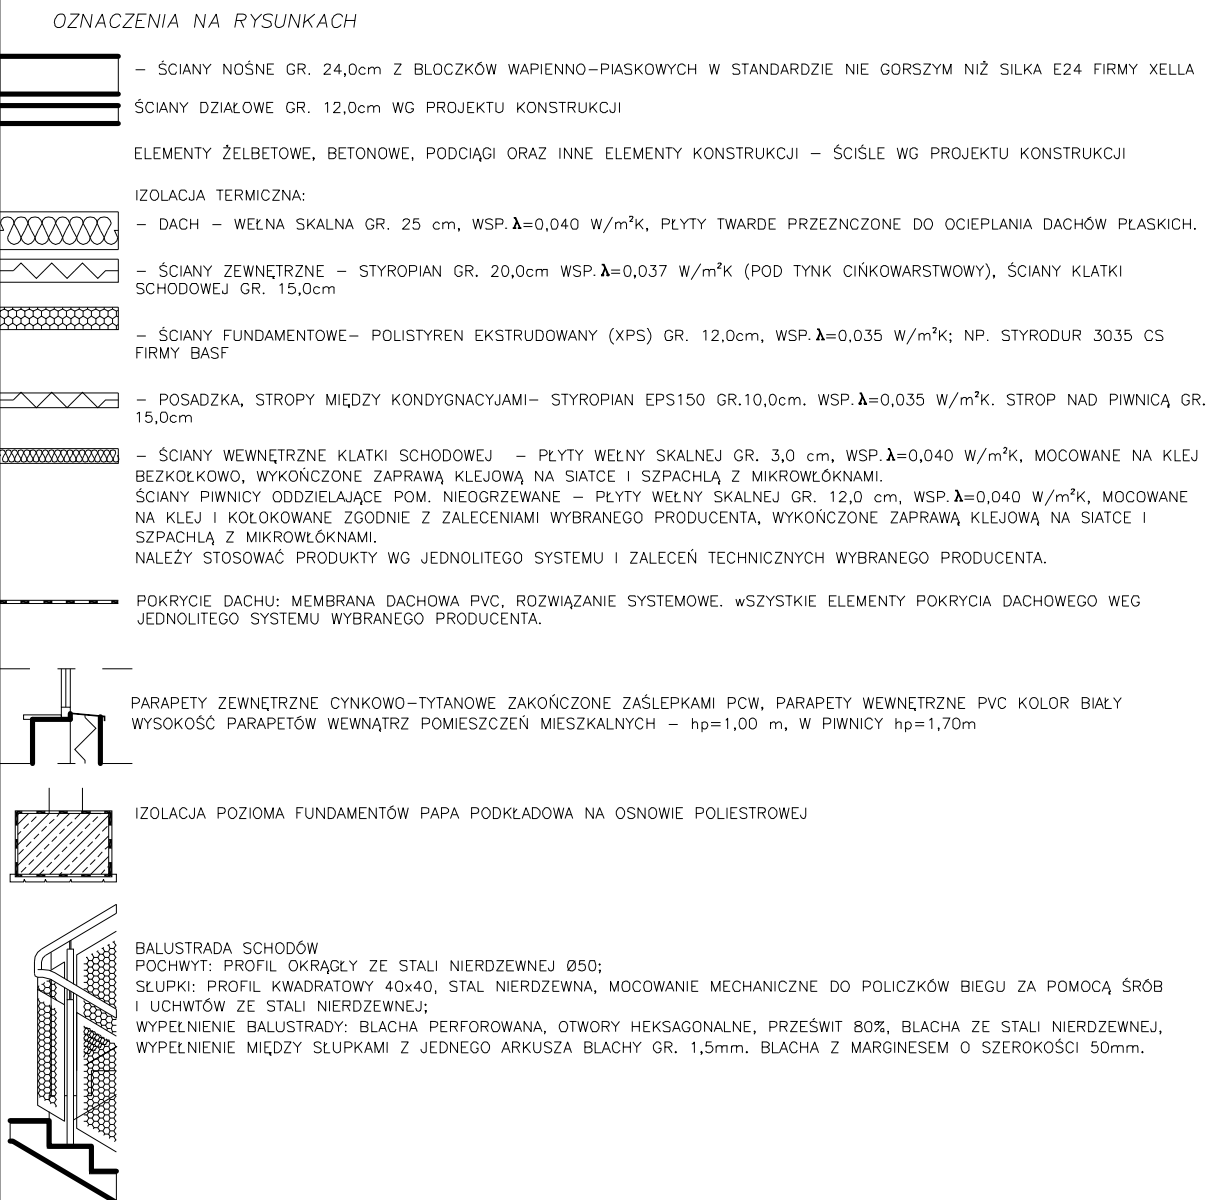 OZNACZENIA NA RYSUNKACH
– ŚCIANY NOŚNE GR. 24,0cm Z BLOCZKÓW WAPIENNO–PIASKOWYCH W STANDARDZIE NIE GORSZYM NIŻ SILKA E24 FIRMY XELLA
ŚCIANY DZIAŁOWE GR. 12,0cm WG PROJEKTU KONSTRUKCJI
ELEMENTY ŻELBETOWE, BETONOWE, PODCIĄGI ORAZ INNE ELEMENTY KONSTRUKCJI – ŚCIŚLE WG PROJEKTU KONSTRUKCJI
IZOLACJA TERMICZNA:
– DACH – WEŁNA SKALNA GR. 25 cm, WSP. λ=0,040 W/m²K, PŁYTY TWARDE PRZEZNCZONE DO OCIEPLANIA DACHÓW PŁASKICH.
– ŚCIANY ZEWNĘTRZNE – STYROPIAN GR. 20,0cm WSP. λ=0,037 W/m²K (POD TYNK CIŃKOWARSTWOWY), ŚCIANY KLATKI
SCHODOWEJ GR. 15,0cm
– ŚCIANY FUNDAMENTOWE– POLISTYREN EKSTRUDOWANY (XPS) GR. 12,0cm, WSP. λ=0,035 W/m²K; NP. STYRODUR 3035 CS
FIRMY BASF
– POSADZKA, STROPY MIĘDZY KONDYGNACYJAMI– STYROPIAN EPS150 GR.10,0cm. WSP. λ=0,035 W/m²K. STROP NAD PIWNICĄ GR.
15,0cm
– ŚCIANY WEWNĘTRZNE KLATKI SCHODOWEJ – PŁYTY WEŁNY SKALNEJ GR. 3,0 cm, WSP. λ=0,040 W/m²K, MOCOWANE NA KLEJ
BEZKOŁKOWO, WYKOŃCZONE ZAPRAWĄ KLEJOWĄ NA SIATCE I SZPACHLĄ Z MIKROWŁÓKNAMI.
ŚCIANY PIWNICY ODDZIELAJĄCE POM. NIEOGRZEWANE – PŁYTY WEŁNY SKALNEJ GR. 12,0 cm, WSP. λ=0,040 W/m²K, MOCOWANE
NA KLEJ I KOŁOKOWANE ZGODNIE Z ZALECENIAMI WYBRANEGO PRODUCENTA, WYKOŃCZONE ZAPRAWĄ KLEJOWĄ NA SIATCE I
SZPACHLĄ Z MIKROWŁÓKNAMI.
NALEŻY STOSOWAĆ PRODUKTY WG JEDNOLITEGO SYSTEMU I ZALECEŃ TECHNICZNYCH WYBRANEGO PRODUCENTA.
POKRYCIE DACHU: MEMBRANA DACHOWA PVC, ROZWIĄZANIE SYSTEMOWE. wSZYSTKIE ELEMENTY POKRYCIA DACHOWEGO WEG
JEDNOLITEGO SYSTEMU WYBRANEGO PRODUCENTA.
PARAPETY ZEWNĘTRZNE CYNKOWO–TYTANOWE ZAKOŃCZONE ZAŚLEPKAMI PCW, PARAPETY WEWNĘTRZNE PVC KOLOR BIAŁY
WYSOKOŚĆ PARAPETÓW WEWNĄTRZ POMIESZCZEŃ MIESZKALNYCH – hp=1,00 m, W PIWNICY hp=1,70m
IZOLACJA POZIOMA FUNDAMENTÓW PAPA PODKŁADOWA NA OSNOWIE POLIESTROWEJ
BALUSTRADA SCHODÓW
POCHWYT: PROFIL OKRĄGŁY ZE STALI NIERDZEWNEJ Ø50;
SŁUPKI: PROFIL KWADRATOWY 40x40, STAL NIERDZEWNA, MOCOWANIE MECHANICZNE DO POLICZKÓW BIEGU ZA POMOCĄ ŚRÓB
I UCHWTÓW ZE STALI NIERDZEWNEJ;
WYPEŁNIENIE BALUSTRADY: BLACHA PERFOROWANA, OTWORY HEKSAGONALNE, PRZEŚWIT 80%, BLACHA ZE STALI NIERDZEWNEJ,
WYPEŁNIENIE MIĘDZY SŁUPKAMI Z JEDNEGO ARKUSZA BLACHY GR. 1,5mm. BLACHA Z MARGINESEM O SZEROKOŚCI 50mm.